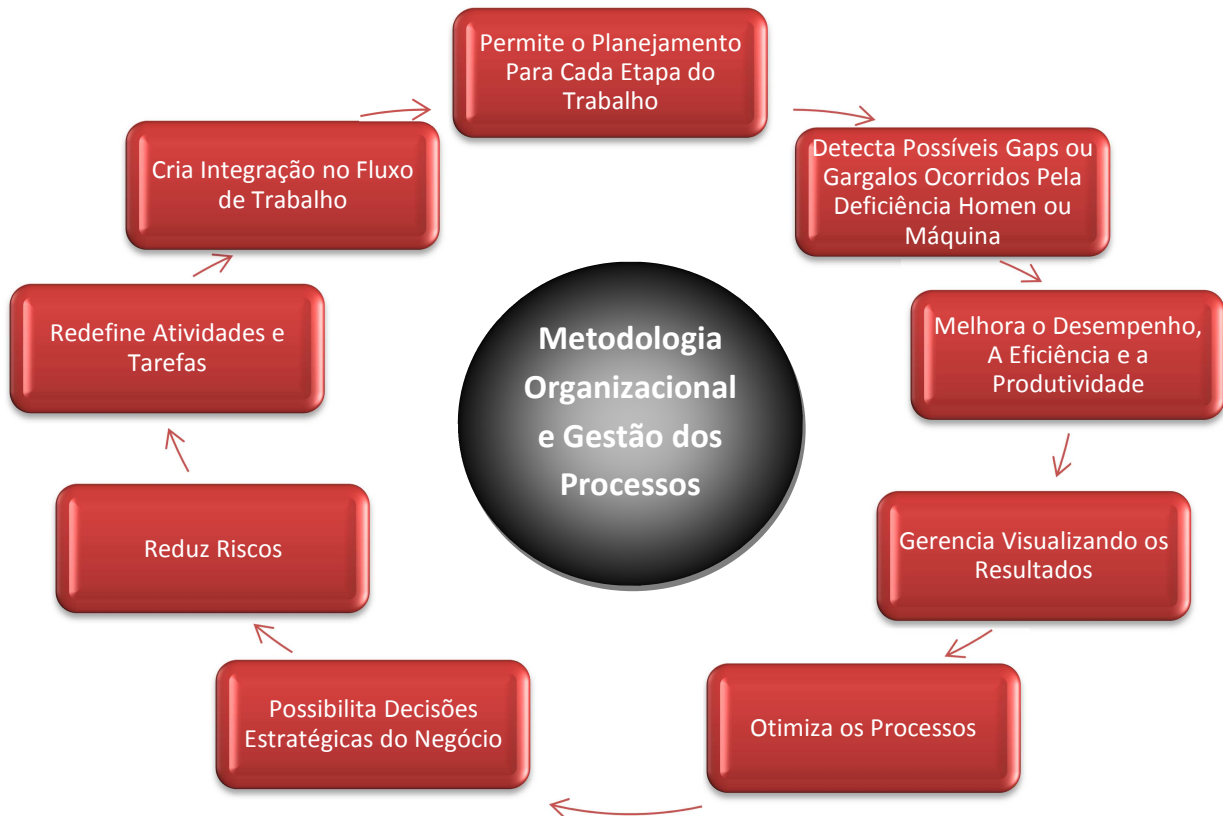 Permite o Planejamento
Para Cada Etapa do
Trabalho
Detecta Possíveis Gaps ou
Gargalos Ocorridos Pela
Deficiência Homen ou
Máquina
Melhora o Desempenho,
A Eficiência e a
Produtividade
Gerencia Visualizando os
Resultados
Otimiza os Processos
Possibilita Decisões
Estratégicas do Negócio
Reduz Riscos
Redefine Atividades e
Tarefas
Cria Integração no Fluxo
de Trabalho
Metodologia
Organizacional
e Gestão dos
Processos